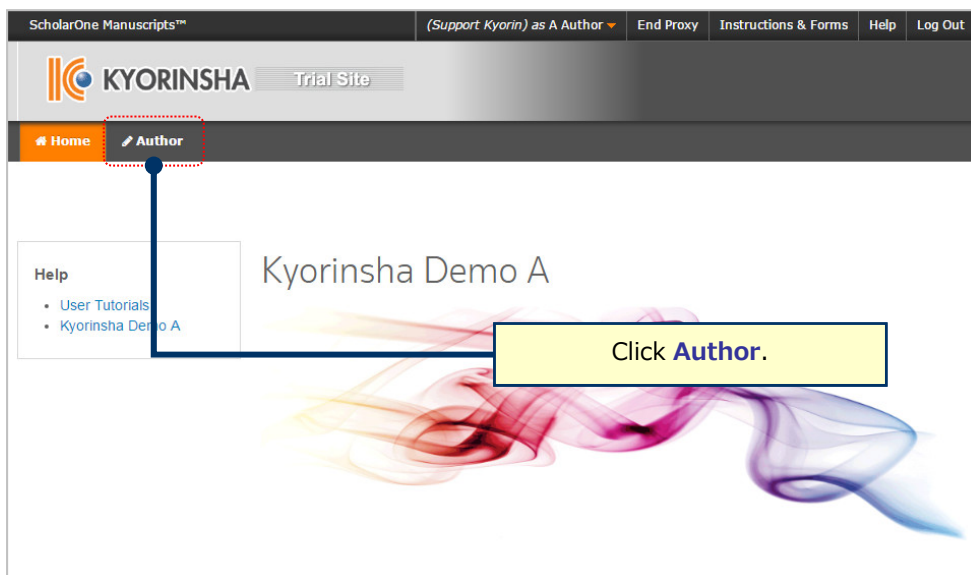 ScholarOne Manuscripts™ (Support Kyorin) as A Author End Proxy Instructions & Forms Help Log Out
KYORINSHA Trial Site
Home Author
Kyorinsha Demo A
Help
• User Tutorials
• Kyorinsha Demo A
Click Author.